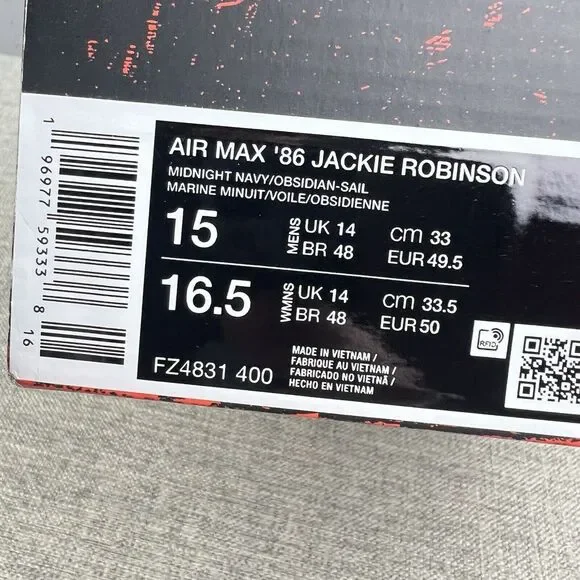 AIR MAX '86 JACKIE ROBINSON
MIDNIGHT NAVY/OBSIDIAN-SAIL
MARINE MINUIT/VOILE/OBSIDIENNE
15 MENS UK 14 CM 33
BR 48 EUR 49.5
16.5 WMNS UK 14 CM 33.5
BR 48 EUR 50
FZ4831 400
MADE IN VIETNAM /
FABRIQUE AU VIETNAM /
FABRICADO NO VIETNÃ /
HECHO EN VIETNAM
RFID
1 96977 59333 8 16